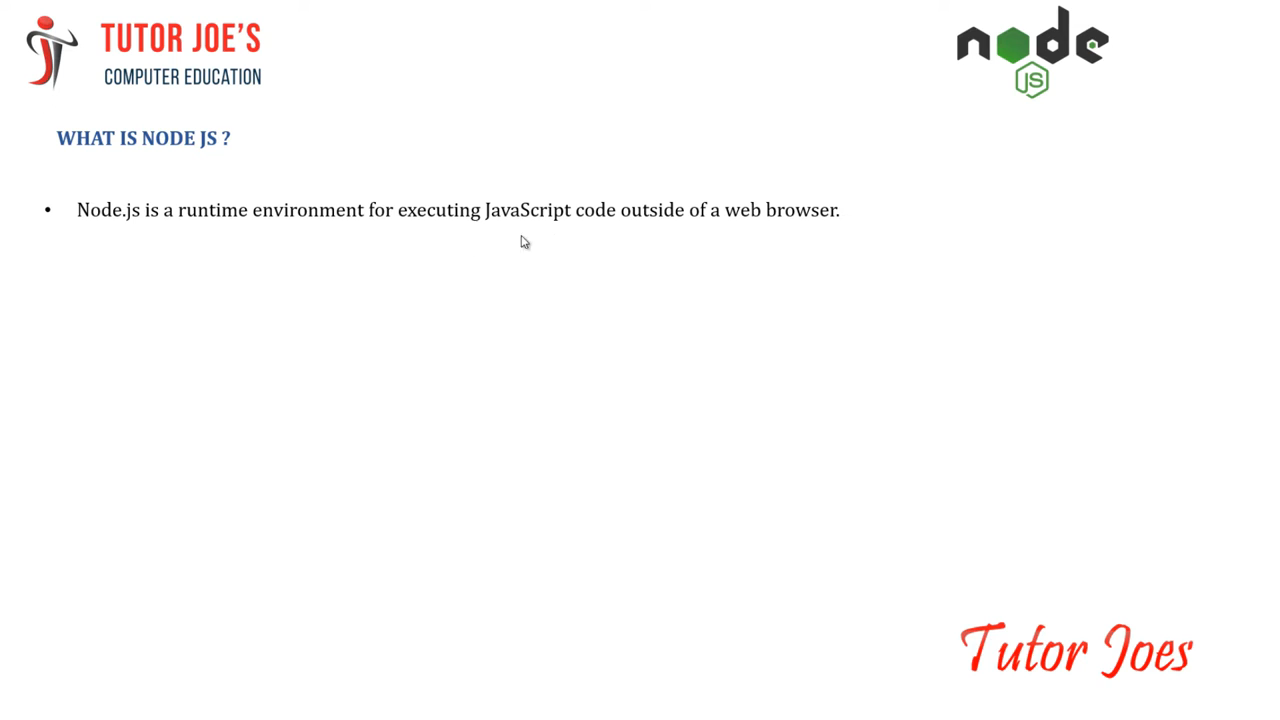 TUTOR JOE'S
COMPUTER EDUCATION
node
JS
WHAT IS NODE JS ?
• Node.js is a runtime environment for executing JavaScript code outside of a web browser.
Tutor Joes